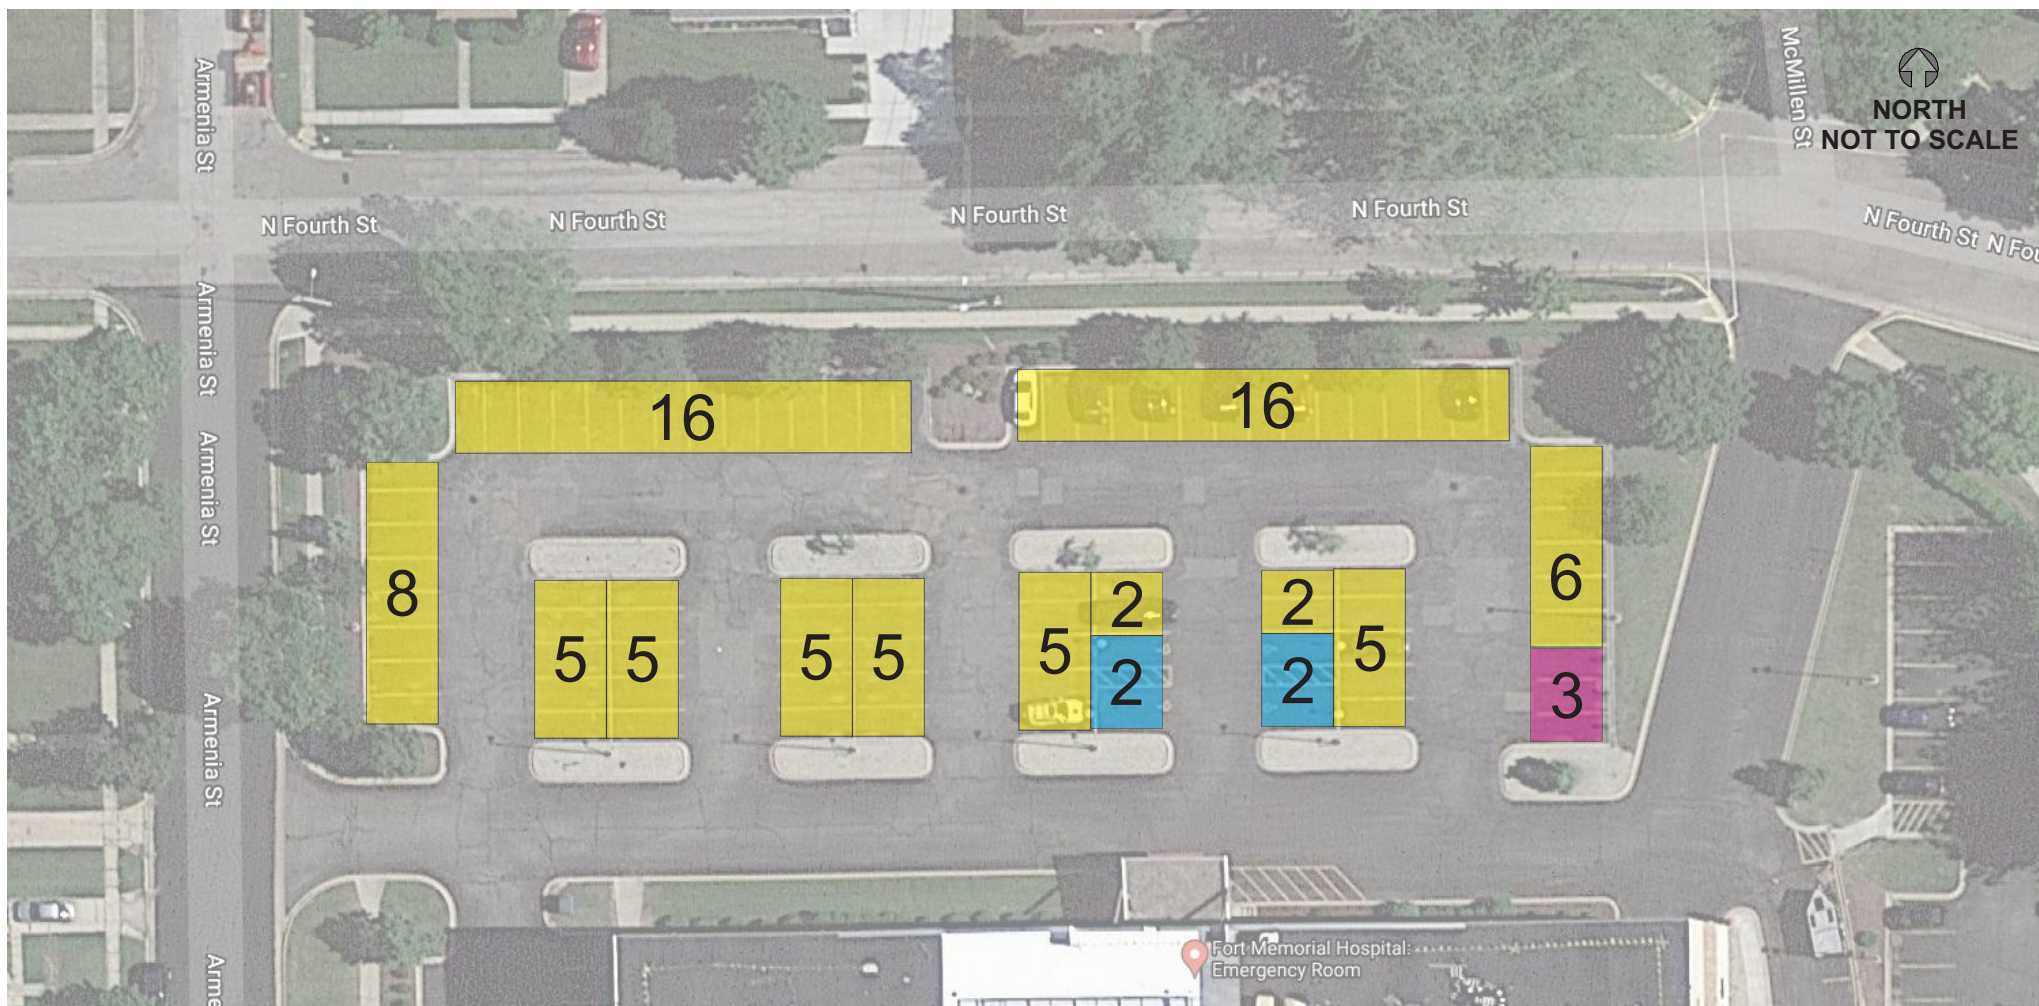 Armenia St
McMillen St
NORTH
NOT TO SCALE
N Fourth St
N Fourth St
N Fourth St
N Fourth St
N Fourth St
N Fou
Armenia St
16
16
Armenia St
8
5
5
5
5
5
2
2
2
2
5
6
3
Armenia St
Arme
Fort Memorial Hospital:
Emergency Room